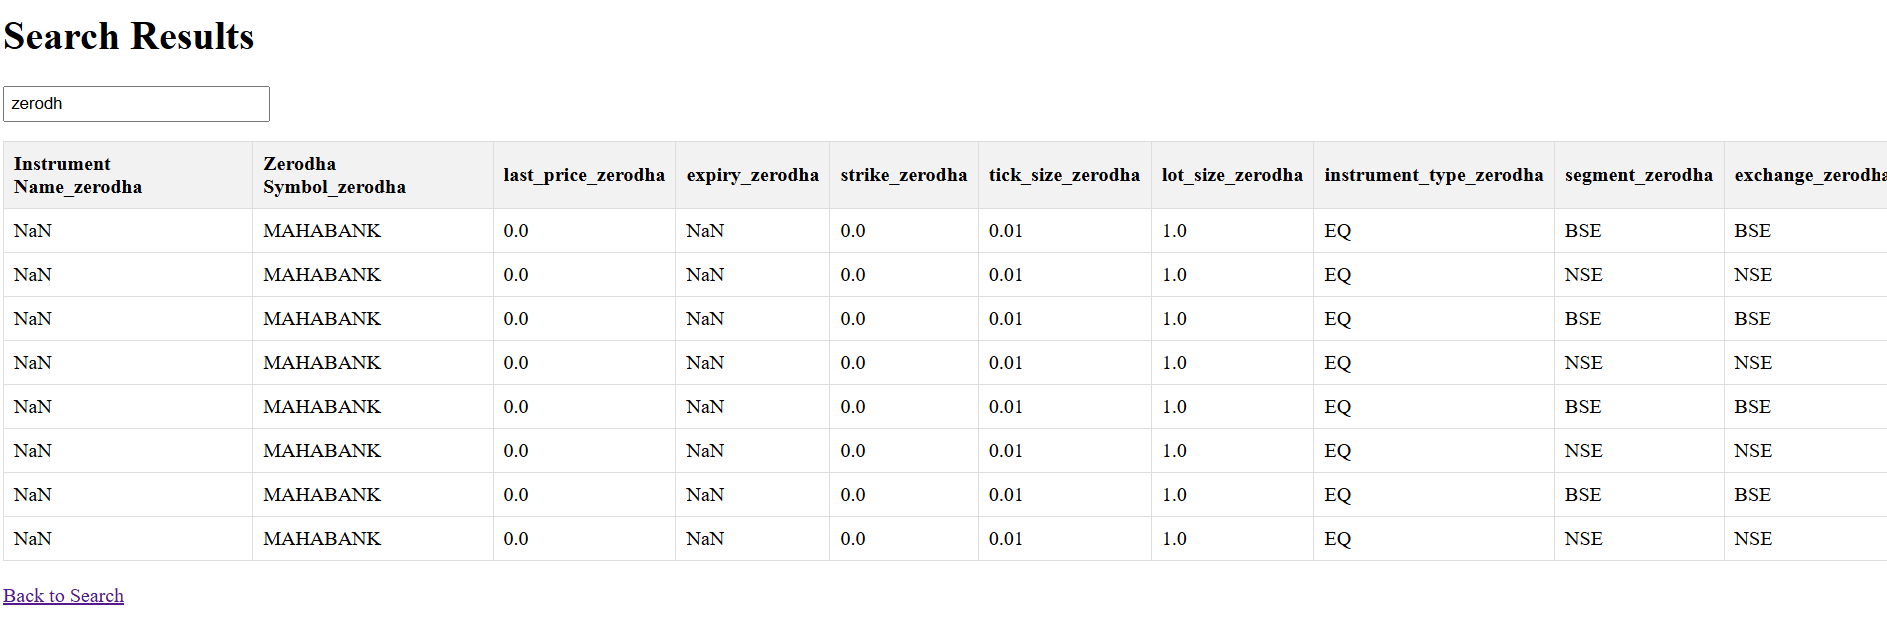 Search Results
zerodh
Instrument Name_zerodha Zerodha Symbol_zerodha last_price_zerodha expiry_zerodha strike_zerodha tick_size_zerodha lot_size_zerodha instrument_type_zerodha segment_zerodha exchange_zerodha
NaN MAHABANK 0.0 NaN 0.0 0.01 1.0 EQ BSE BSE
NaN MAHABANK 0.0 NaN 0.0 0.01 1.0 EQ NSE NSE
NaN MAHABANK 0.0 NaN 0.0 0.01 1.0 EQ BSE BSE
NaN MAHABANK 0.0 NaN 0.0 0.01 1.0 EQ NSE NSE
NaN MAHABANK 0.0 NaN 0.0 0.01 1.0 EQ BSE BSE
NaN MAHABANK 0.0 NaN 0.0 0.01 1.0 EQ NSE NSE
NaN MAHABANK 0.0 NaN 0.0 0.01 1.0 EQ BSE BSE
NaN MAHABANK 0.0 NaN 0.0 0.01 1.0 EQ NSE NSE
Back to Search